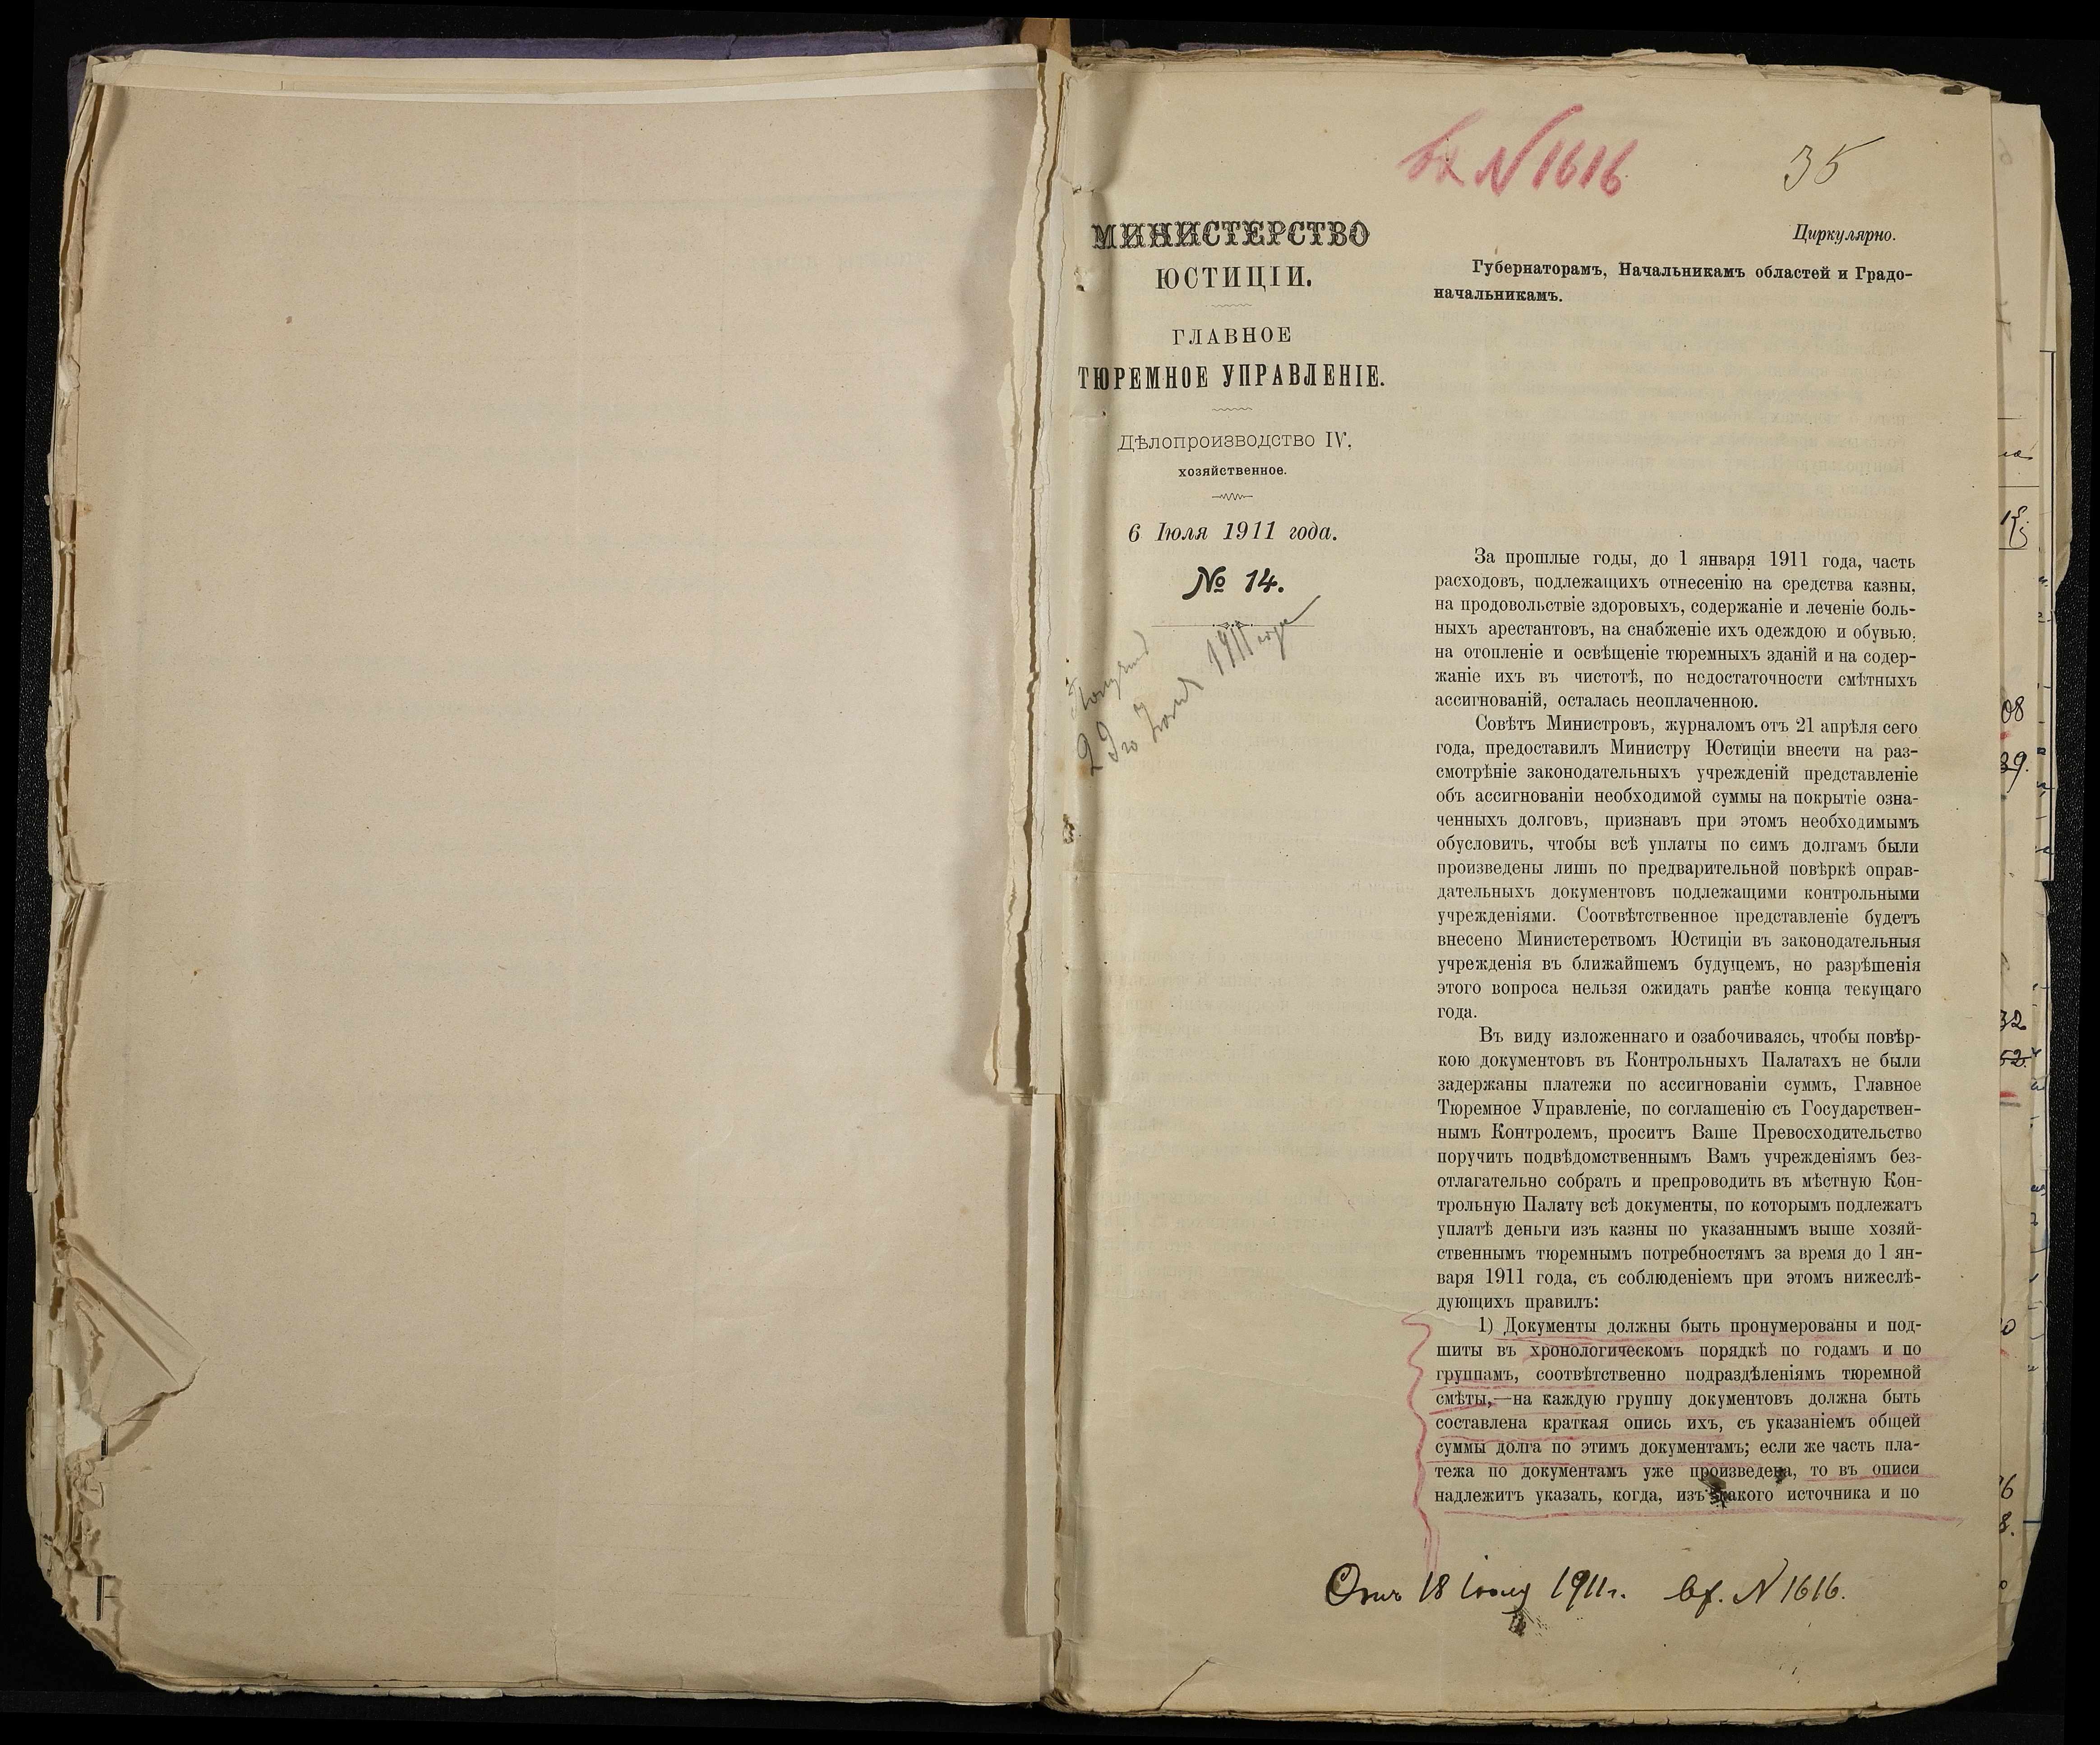 вх N 1616
35
МИНИСТЕРСТВО
ЮСТИЦІИ.
ГЛАВНОЕ
ТЮРЕМНОЕ УПРАВЛЕНІЕ.
Дѣлопроизводство IV,
хозяйственное.
6 Іюля 1911 года.
№ 14.
1911 года
Циркулярно.
Губернаторамъ, Начальникамъ областей и Градо-
начальникамъ.
За прошлые годы, до 1 января 1911 года, часть
расходовъ, подлежащихъ отнесенію на средства казны,
на продовольствіе здоровыхъ, содержаніе и леченіе боль-
ныхъ арестантовъ, на снабженіе ихъ одеждою и обувью,
на отопленіе и освѣщеніе тюремныхъ зданій и на содер-
жаніе ихъ въ чистотѣ, по недостаточности смѣтныхъ
ассигнованій, осталась неоплаченною.
Совѣтъ Министровъ, журналомъ отъ 21 апрѣля сего
года, предоставилъ Министру Юстиціи внести на раз-
смотрѣніе законодательныхъ учрежденій представленіе
объ ассигнованіи необходимой суммы на покрытіе озна-
ченныхъ долговъ, признавъ при этомъ необходимымъ
обусловить, чтобы всѣ уплаты по симъ долгамъ были
произведены лишь по предварительной повѣркѣ оправ-
дательныхъ документовъ подлежащими контрольными
учрежденіями. Соотвѣтственное представленіе будетъ
внесено Министерствомъ Юстиціи въ законодательныя
учрежденія въ ближайшемъ будущемъ, но разрѣшенія
этого вопроса нельзя ожидать ранѣе конца текущаго
года.
Въ виду изложеннаго и озабочиваясь, чтобы повѣр-
кою документовъ въ Контрольныхъ Палатахъ не были
задержаны платежи по ассигнованіи суммъ, Главное
Тюремное Управленіе, по соглашенію съ Государствен-
нымъ Контролемъ, проситъ Ваше Превосходительство
поручить подвѣдомственнымъ Вамъ учрежденіямъ без-
отлагательно собрать и препроводить въ мѣстную Кон-
трольную Палату всѣ документы, по которымъ подлежатъ
уплатѣ деньги изъ казны по указаннымъ выше хозяй-
ственнымъ тюремнымъ потребностямъ за время до 1 ян-
варя 1911 года, съ соблюденіемъ при этомъ нижеслѣ-
дующихъ правилъ:
1) Документы должны быть пронумерованы и под-
шиты въ хронологическомъ порядкѣ по годамъ и по
группамъ, соотвѣтственно подраздѣленіямъ тюремной
смѣты,—на каждую группу документовъ должна быть
составлена краткая опись ихъ, съ указаніемъ общей
суммы долга по этимъ документамъ; если же часть пла-
тежа по документамъ уже произведена, то въ описи
надлежитъ указать, когда, изъ какого источника и по
18 Іюля 1911 г. вх. N 1616.